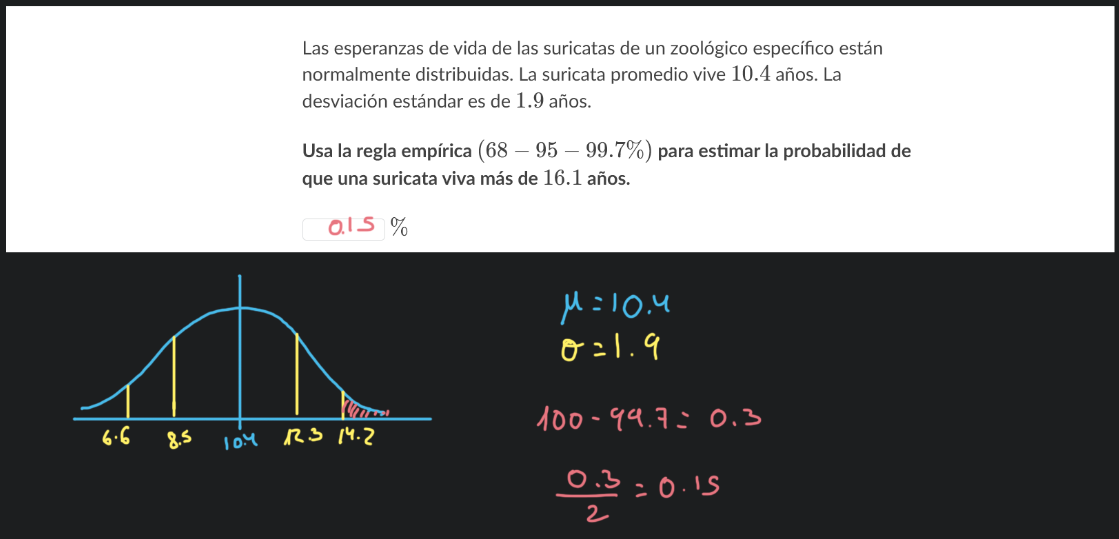 Las esperanzas de vida de las suricatas de un zoológico específico están
normalmente distribuidas. La suricata promedio vive 10.4 años. La
desviación estándar es de 1.9 años.
Usa la regla empírica (68 − 95 − 99.7%) para estimar la probabilidad de
que una suricata viva más de 16.1 años.
0.15 %
μ = 10.4
σ = 1.9
100 - 99.7 = 0.3
6.6 8.5 10.4 12.3 14.2
0.3
2
= 0.15